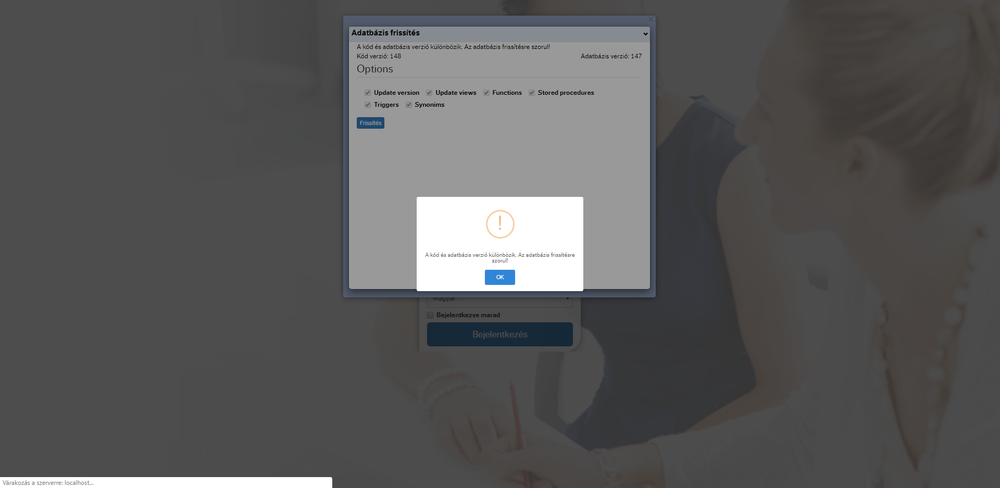 Adatbázis frissítés
A kód és adatbázis verzió különbözik. Az adatbázis frissítésre szorul!
Kód verzió: 148 Adatbázis verzió: 147
Options
Update version Update views Functions Stored procedures
Triggers Synonims
Frissítés
!
A kód és adatbázis verzió különbözik. Az adatbázis frissítésre
szorul!
OK
Magyar
Bejelentkezve marad
Bejelentkezés
Várakozás a szerverre: localhost...